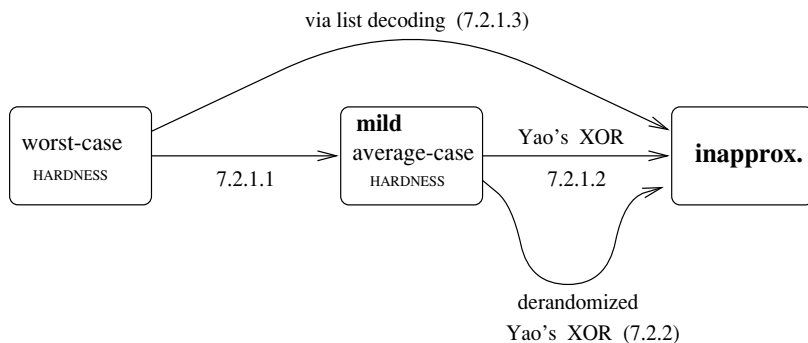 via list decoding (7.2.1.3)
worst-case
HARDNESS
7.2.1.1
mild
average-case
HARDNESS
Yao's XOR
7.2.1.2
inapprox.
derandomized
Yao's XOR (7.2.2)